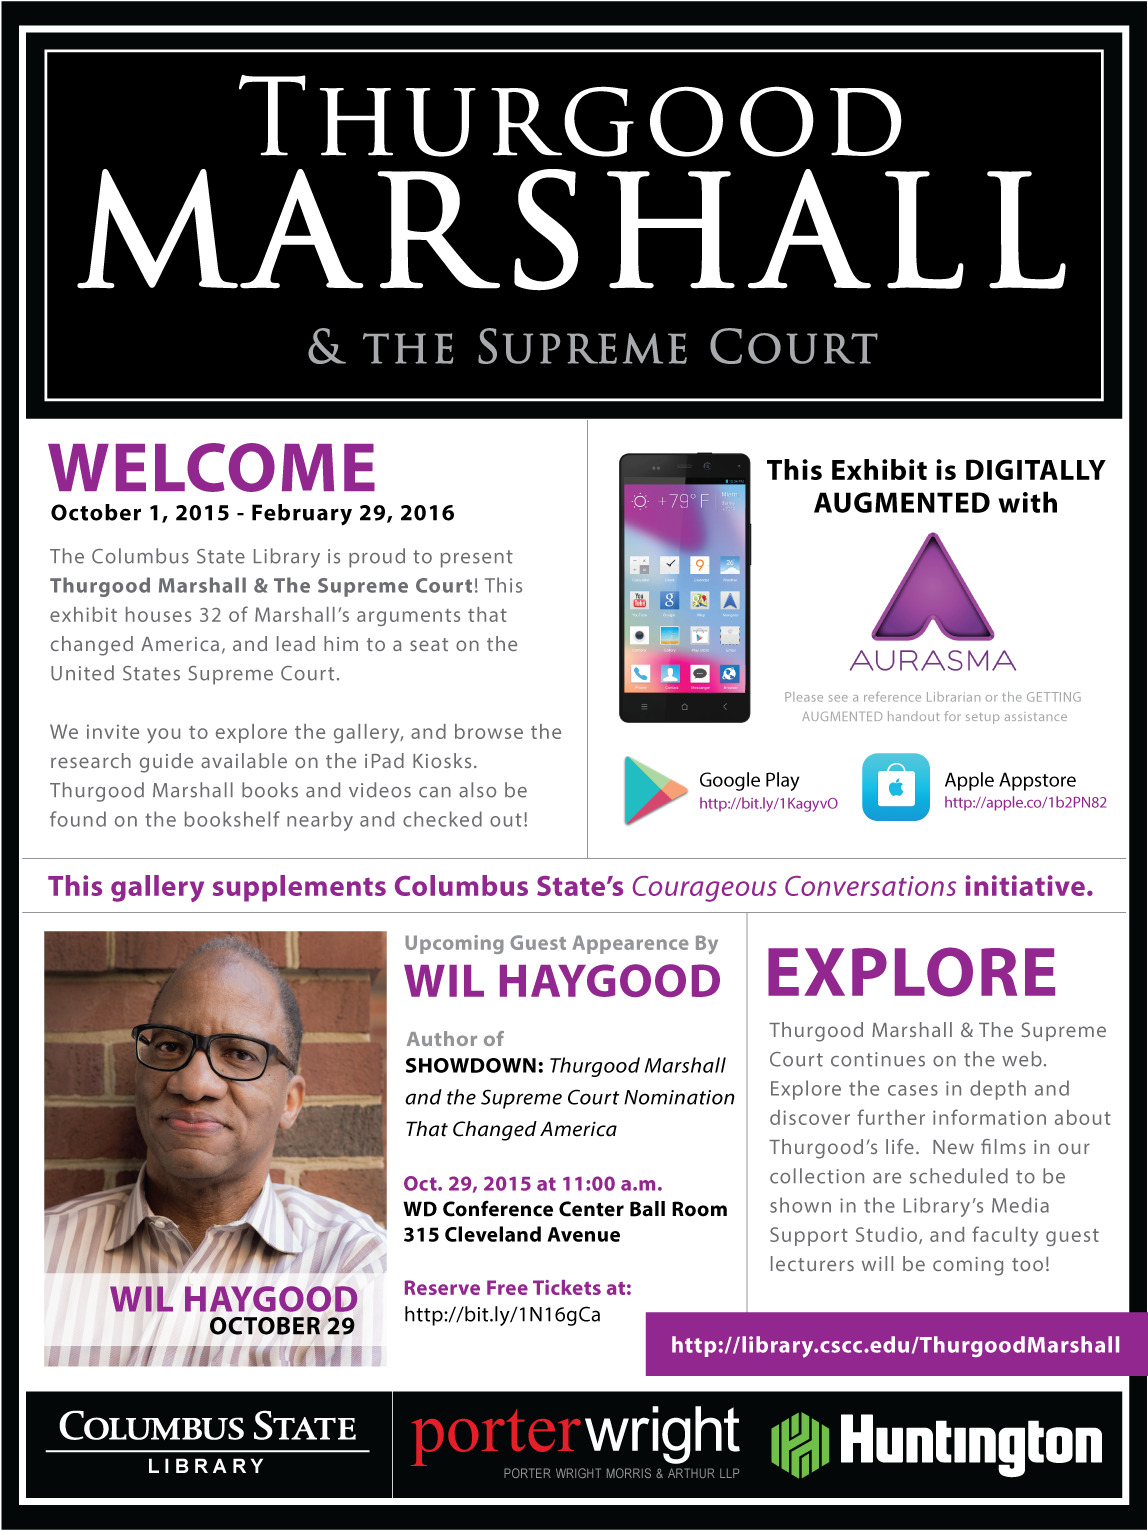 THURGOOD
MARSHALL
& THE SUPREME COURT
WELCOME
October 1, 2015 - February 29, 2016
The Columbus State Library is proud to present
Thurgood Marshall & The Supreme Court! This
exhibit houses 32 of Marshall's arguments that
changed America, and lead him to a seat on the
United States Supreme Court.
We invite you to explore the gallery, and browse the
research guide available on the iPad Kiosks.
Thurgood Marshall books and videos can also be
found on the bookshelf nearby and checked out!
+79°F
This Exhibit is DIGITALLY
AUGMENTED with
AURASMA
Please see a reference Librarian or the GETTING
AUGMENTED handout for setup assistance
Google Play
http://bit.ly/1KagyvO
Apple Appstore
http://apple.co/1b2PN82
This gallery supplements Columbus State's Courageous Conversations initiative.
WIL HAYGOOD
OCTOBER 29
Upcoming Guest Appearence By
WIL HAYGOOD
Author of
SHOWDOWN: Thurgood Marshall
and the Supreme Court Nomination
That Changed America
Oct. 29, 2015 at 11:00 a.m.
WD Conference Center Ball Room
315 Cleveland Avenue
Reserve Free Tickets at:
http://bit.ly/1N16gCa
EXPLORE
Thurgood Marshall & The Supreme
Court continues on the web.
Explore the cases in depth and
discover further information about
Thurgood's life. New films in our
collection are scheduled to be
shown in the Library's Media
Support Studio, and faculty guest
lecturers will be coming too!
http://library.cscc.edu/ThurgoodMarshall
COLUMBUS STATE
LIBRARY
porterwright
PORTER WRIGHT MORRIS & ARTHUR LLP
Huntington